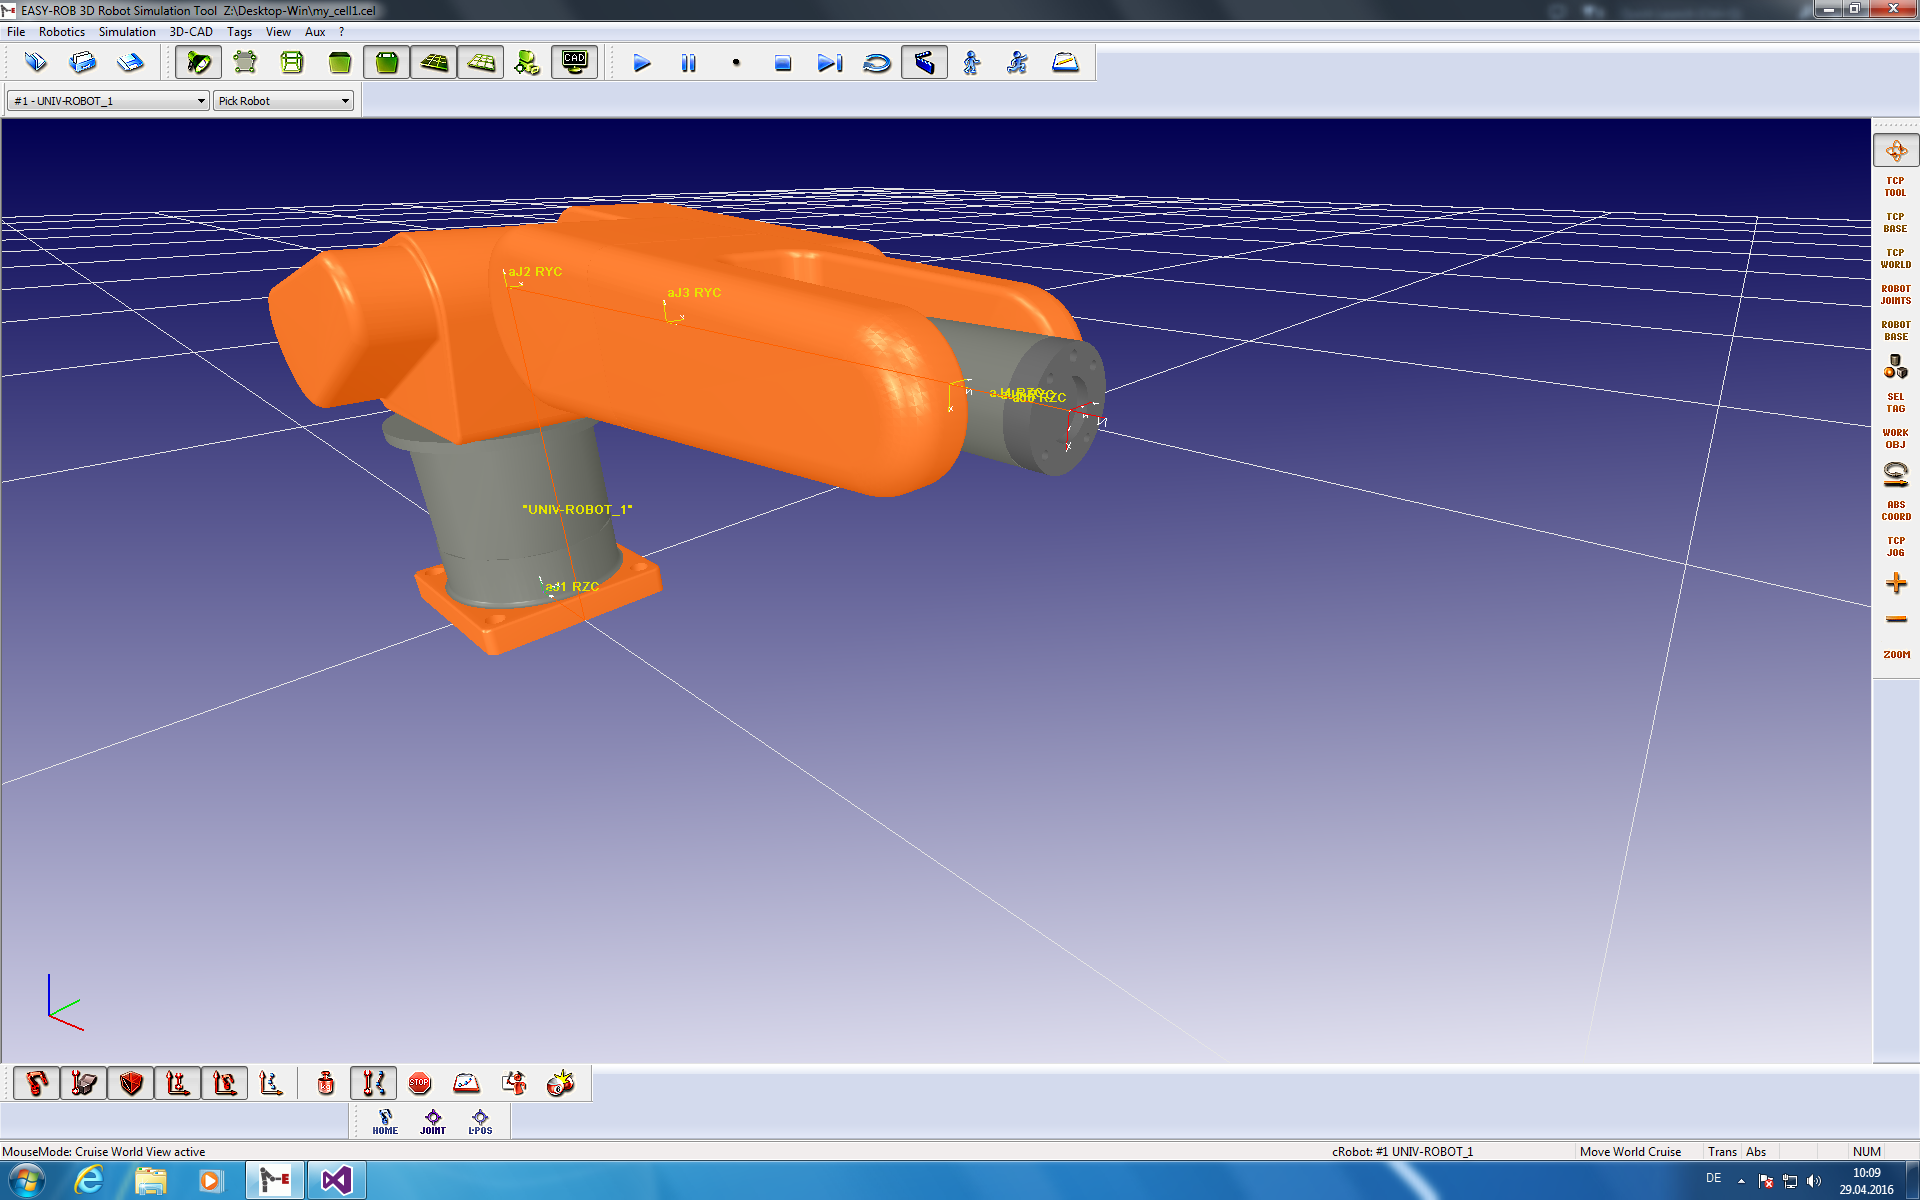 EASY-ROB 3D Robot Simulation Tool Z:\Desktop-Win\my_cell1.cel
File Robotics Simulation 3D-CAD Tags View Aux ?
CAD
#1 - UNIV-ROBOT_1 Pick Robot
aJ2 RYC
aJ3 RYC
RZC
"UNIV-ROBOT_1"
aJ1 RZC
TCP
TOOL
TCP
BASE
TCP
WORLD
ROBOT
JOINTS
ROBOT
BASE
SEL
TAG
WORK
OBJ
ABS
COORD
TCP
JOG
ZOOM
STOP
HOME JOINT L-POS
MouseMode: Cruise World View active cRobot: #1 UNIV-ROBOT_1 Move World Cruise Trans Abs NUM
DE 10:09
29.04.2016